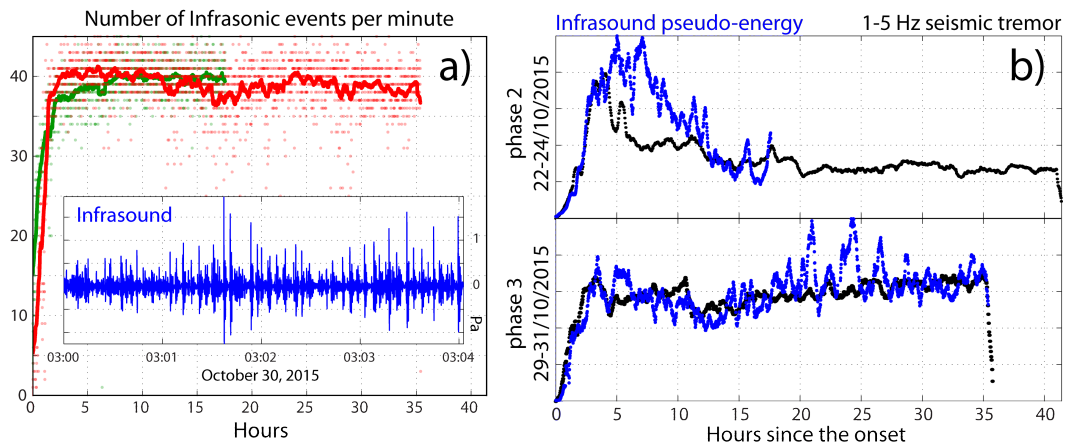 Number of Infrasonic events per minute
a)
40
30
20
10
0
Infrasound
1
0
Pa
03:00 03:01 03:02 03:03 03:04
October 30, 2015
0 5 10 15 20 25 30 35 40
Hours
Infrasound pseudo-energy 1-5 Hz seismic tremor
b)
phase 2
22-24/10/2015
phase 3
29-31/10/2015
0 5 10 15 20 25 30 35 40
Hours since the onset